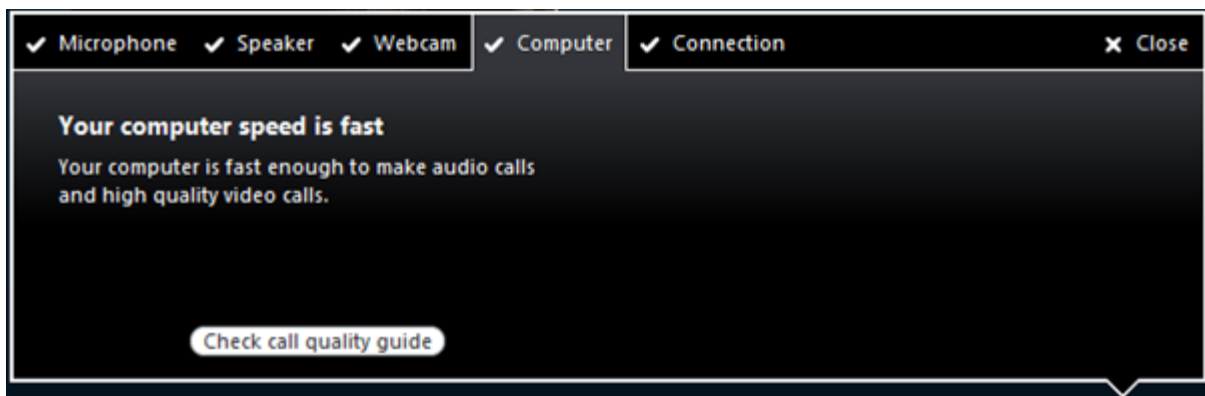 Microphone Speaker Webcam Computer Connection Close
Your computer speed is fast
Your computer is fast enough to make audio calls
and high quality video calls.
Check call quality guide